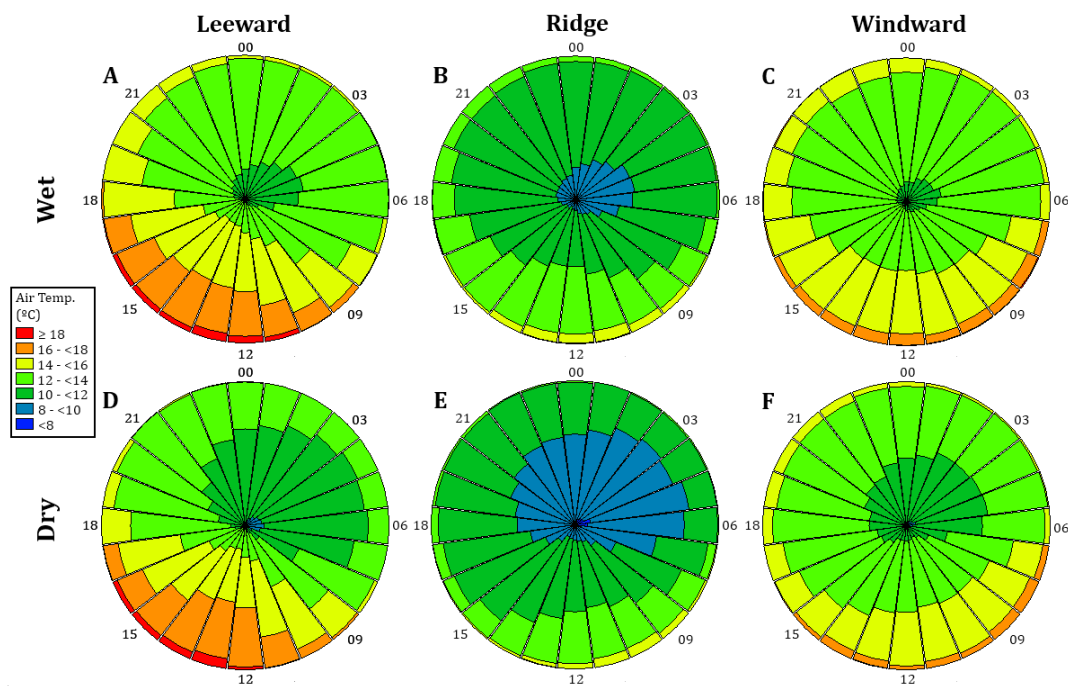 Leeward Ridge Windward
00 00 00
A B C
21 03 21 03 21 03
Wet
18 06 18 06 18 06
15 09 15 09 15 09
12 12 12
Air Temp.
(ºC)
≥ 18
16 - <18
14 - <16
12 - <14
10 - <12
8 - <10
<8
00 00 00
D E F
21 03 21 03 21 03
Dry
18 06 18 06 18 06
15 09 15 09 15 09
12 12 12